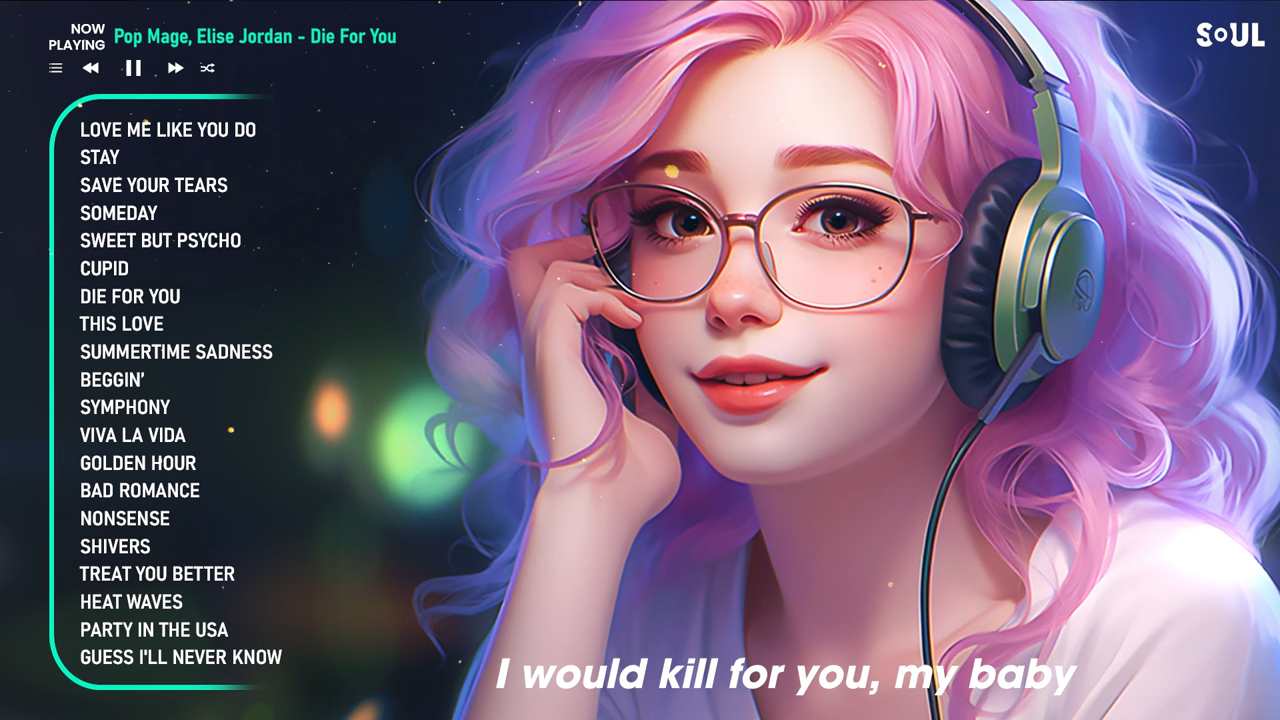 NOW
PLAYING
Pop Mage, Elise Jordan - Die For You
SOUL
LOVE ME LIKE YOU DO
STAY
SAVE YOUR TEARS
SOMEDAY
SWEET BUT PSYCHO
CUPID
DIE FOR YOU
THIS LOVE
SUMMERTIME SADNESS
BEGGIN'
SYMPHONY
VIVA LA VIDA
GOLDEN HOUR
BAD ROMANCE
NONSENSE
SHIVERS
TREAT YOU BETTER
HEAT WAVES
PARTY IN THE USA
GUESS I'LL NEVER KNOW
I would kill for you, my baby